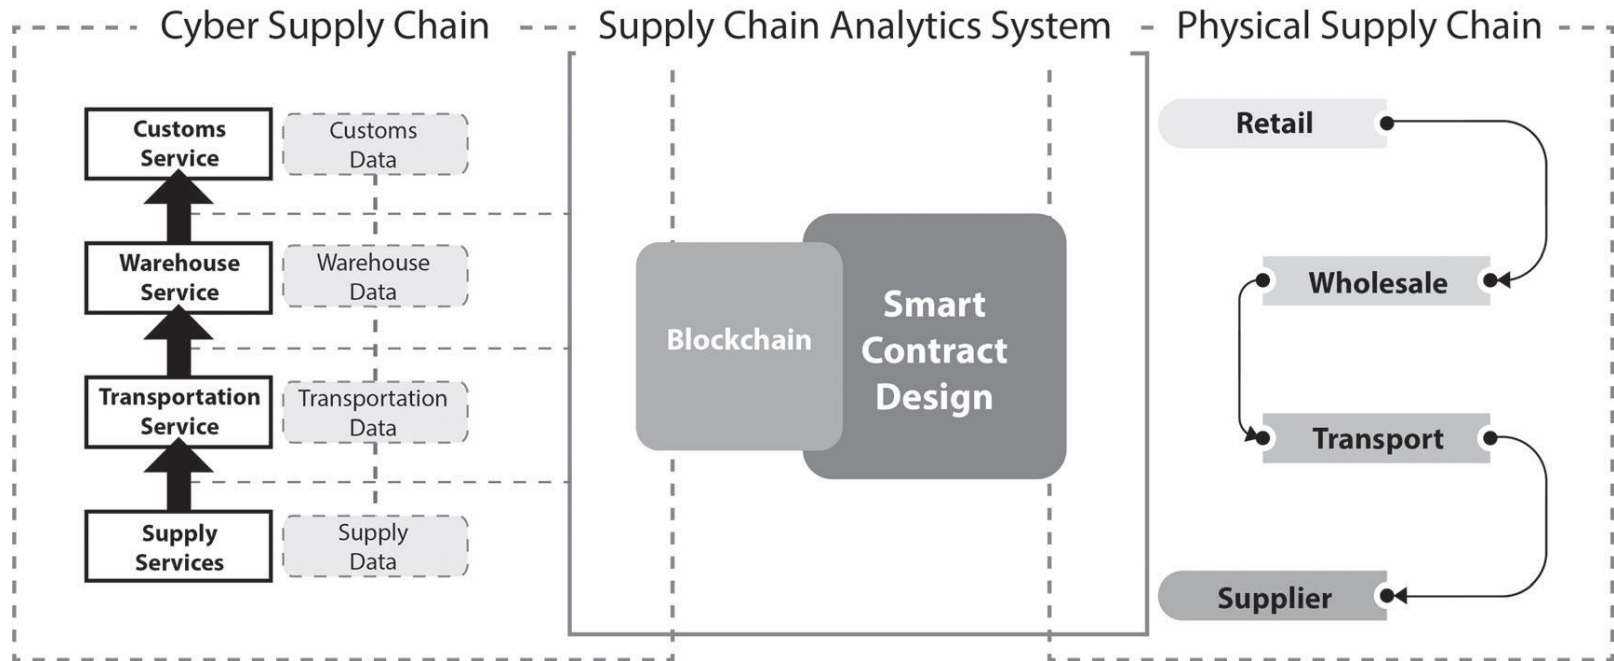 Cyber Supply Chain
Supply Chain Analytics System
Physical Supply Chain
Customs
Service
Customs
Data
Warehouse
Service
Warehouse
Data
Transportation
Service
Transportation
Data
Supply
Services
Supply
Data
Blockchain
Smart
Contract
Design
Retail
Wholesale
Transport
Supplier